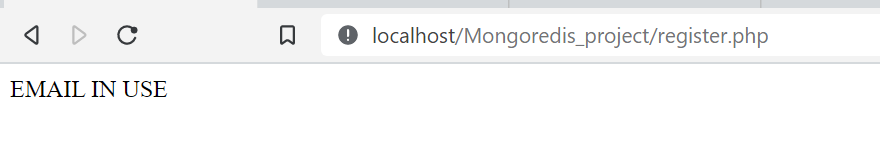 localhost/Mongoredis_project/register.php
EMAIL IN USE